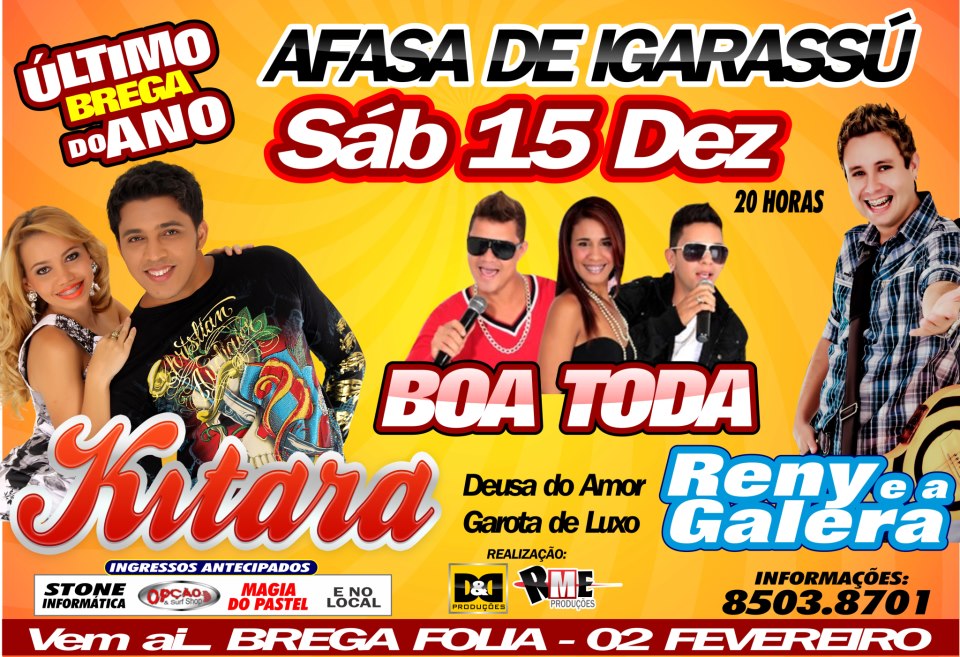 ÚLTIMO
BREGA
DO ANO
AFASA DE IGARASSÚ
Sáb 15 Dez
20 HORAS
BOA TODA
Kitara
Deusa do Amor
Garota de Luxo
Reny e a
Galera
INGRESSOS ANTECIPADOS
STONE
INFORMÁTICA
OPÇÃO
& Surf Shop
MAGIA
DO PASTEL
E NO
LOCAL
REALIZAÇÃO:
D&D
PRODUÇÕES
RME
PRODUÇÕES
INFORMAÇÕES:
8503.8701
Vem aí... BREGA FOLIA - 02 FEVEREIRO